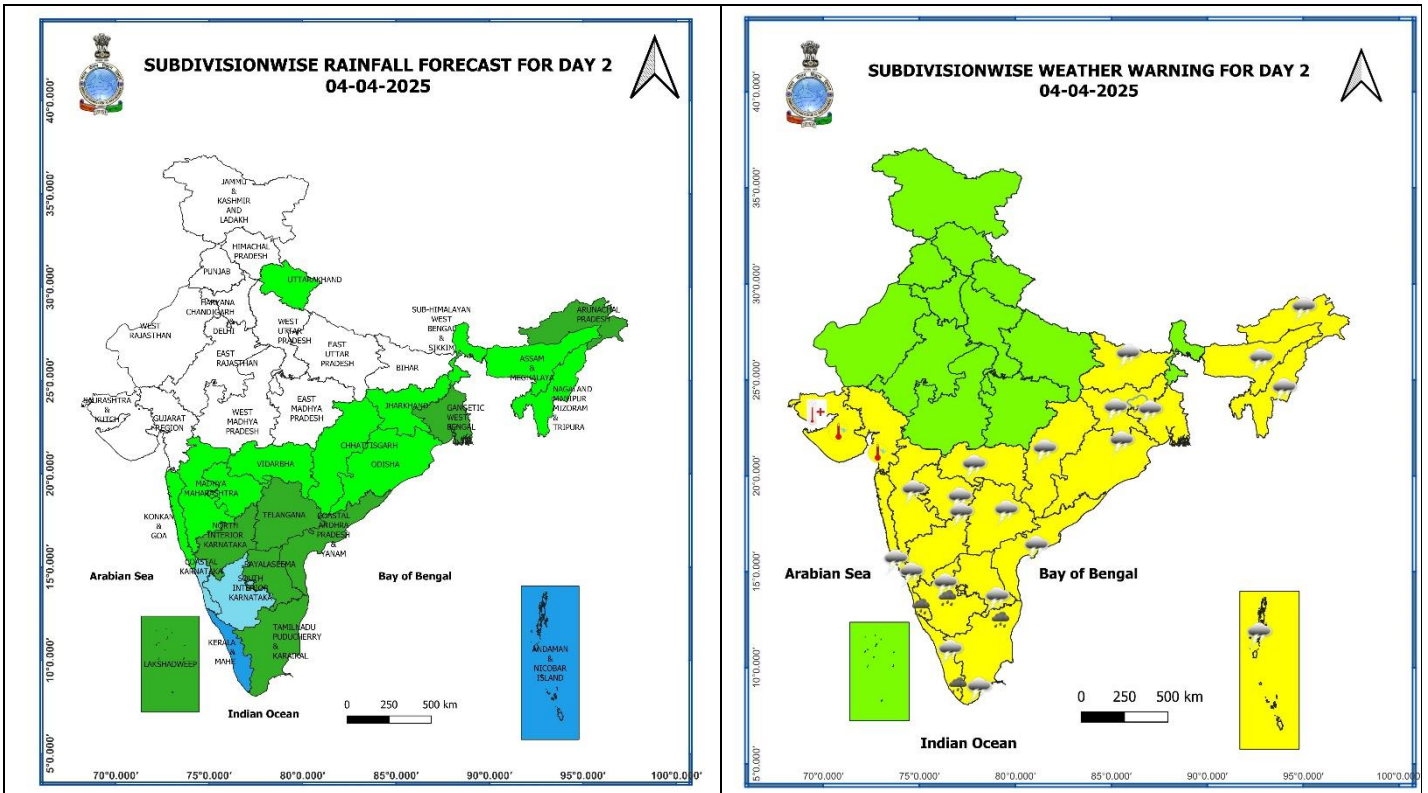 SUBDIVISIONWISE RAINFALL FORECAST FOR DAY 2
04-04-2025
JAMMU
&
KASHMIR
AND
LADAKH
HIMACHAL
PRADESH
PUNJAB
UTTARAKHAND
HARYANA
CHANDIGARH
&
DELHI
WEST
RAJASTHAN
WEST
UTTAR
PRADESH
SUB-HIMALAYAN
WEST
BENGAL
&
SIKKIM
ARUNACHAL
PRADESH
EAST
RAJASTHAN
EAST
UTTAR
PRADESH
BIHAR
ASSAM
&
MEGHALAYA
SAURASHTRA
&
KUTCH
GUJARAT
REGION
WEST
MADHYA
PRADESH
EAST
MADHYA
PRADESH
JHARKHAND
GANGETIC
WEST
BENGAL
NAGALAND
MANIPUR
MIZORAM
&
TRIPURA
CHHATTISGARH
VIDARBHA
ODISHA
MADHYA
MAHARASHTRA
KONKAN
&
GOA
TELANGANA
COASTAL
ANDHRA
PRADESH
&
YANAM
NORTH
INTERIOR
KARNATAKA
COASTAL
KARNATAKA
RAYALASEEMA
SOUTH
INTERIOR
KARNATAKA
Arabian Sea
Bay of Bengal
KERALA
&
MAHE
TAMILNADU
PUDUCHERRY
&
KARAIKAL
LAKSHADWEEP
ANDAMAN
&
NICOBAR
ISLAND
0 250 500 km
Indian Ocean
40°0.000'
35°0.000'
30°0.000'
25°0.000'
20°0.000'
15°0.000'
10°0.000'
5°0.000'
70°0.000' 75°0.000' 80°0.000' 85°0.000' 90°0.000' 95°0.000' 100°0.000'
SUBDIVISIONWISE WEATHER WARNING FOR DAY 2
04-04-2025
Arabian Sea
Bay of Bengal
0 250 500 km
Indian Ocean
40°0.000'
35°0.000'
30°0.000'
25°0.000'
20°0.000'
15°0.000'
10°0.000'
5°0.000'
70°0.000' 75°0.000' 80°0.000' 85°0.000' 90°0.000' 95°0.000' 100°0.000'